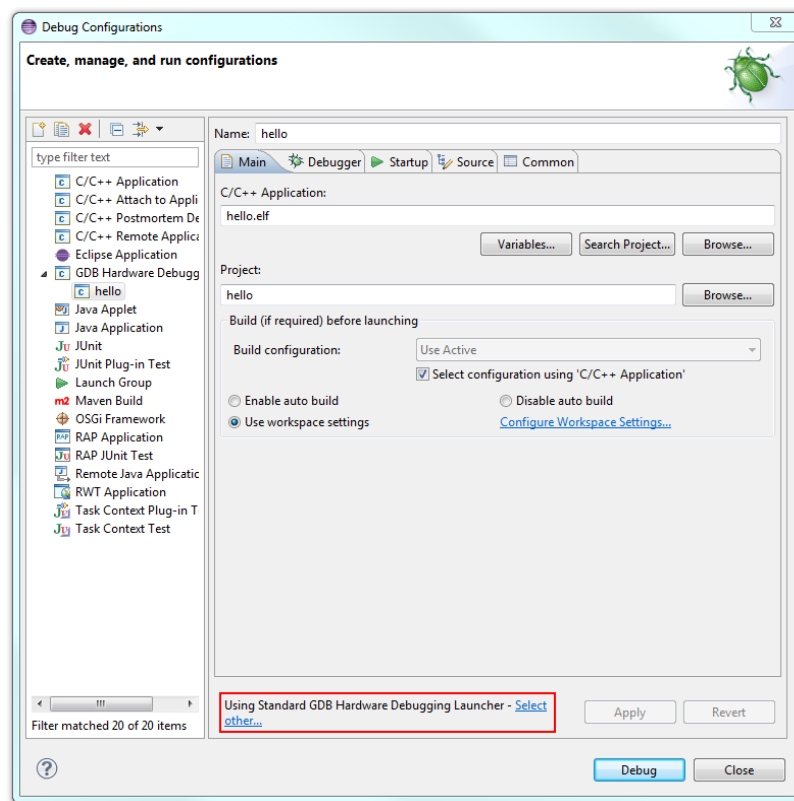 Debug Configurations
Create, manage, and run configurations
type filter text
C/C++ Application
C/C++ Attach to Appli
C/C++ Postmortem De
C/C++ Remote Applica
Eclipse Application
GDB Hardware Debugg
hello
Java Applet
Java Application
Ju JUnit
JUnit Plug-in Test
Launch Group
m2 Maven Build
OSGi Framework
RAP RAP Application
RAP JUnit Test
Remote Java Applicatic
RWT Application
Task Context Plug-in T
Task Context Test
Filter matched 20 of 20 items
Name: hello
Main Debugger Startup Source Common
C/C++ Application:
hello.elf
Variables... Search Project... Browse...
Project:
hello Browse...
Build (if required) before launching
Build configuration: Use Active
Select configuration using 'C/C++ Application'
Enable auto build Disable auto build
Use workspace settings Configure Workspace Settings...
Using Standard GDB Hardware Debugging Launcher - Select
other...
Apply Revert
Debug Close